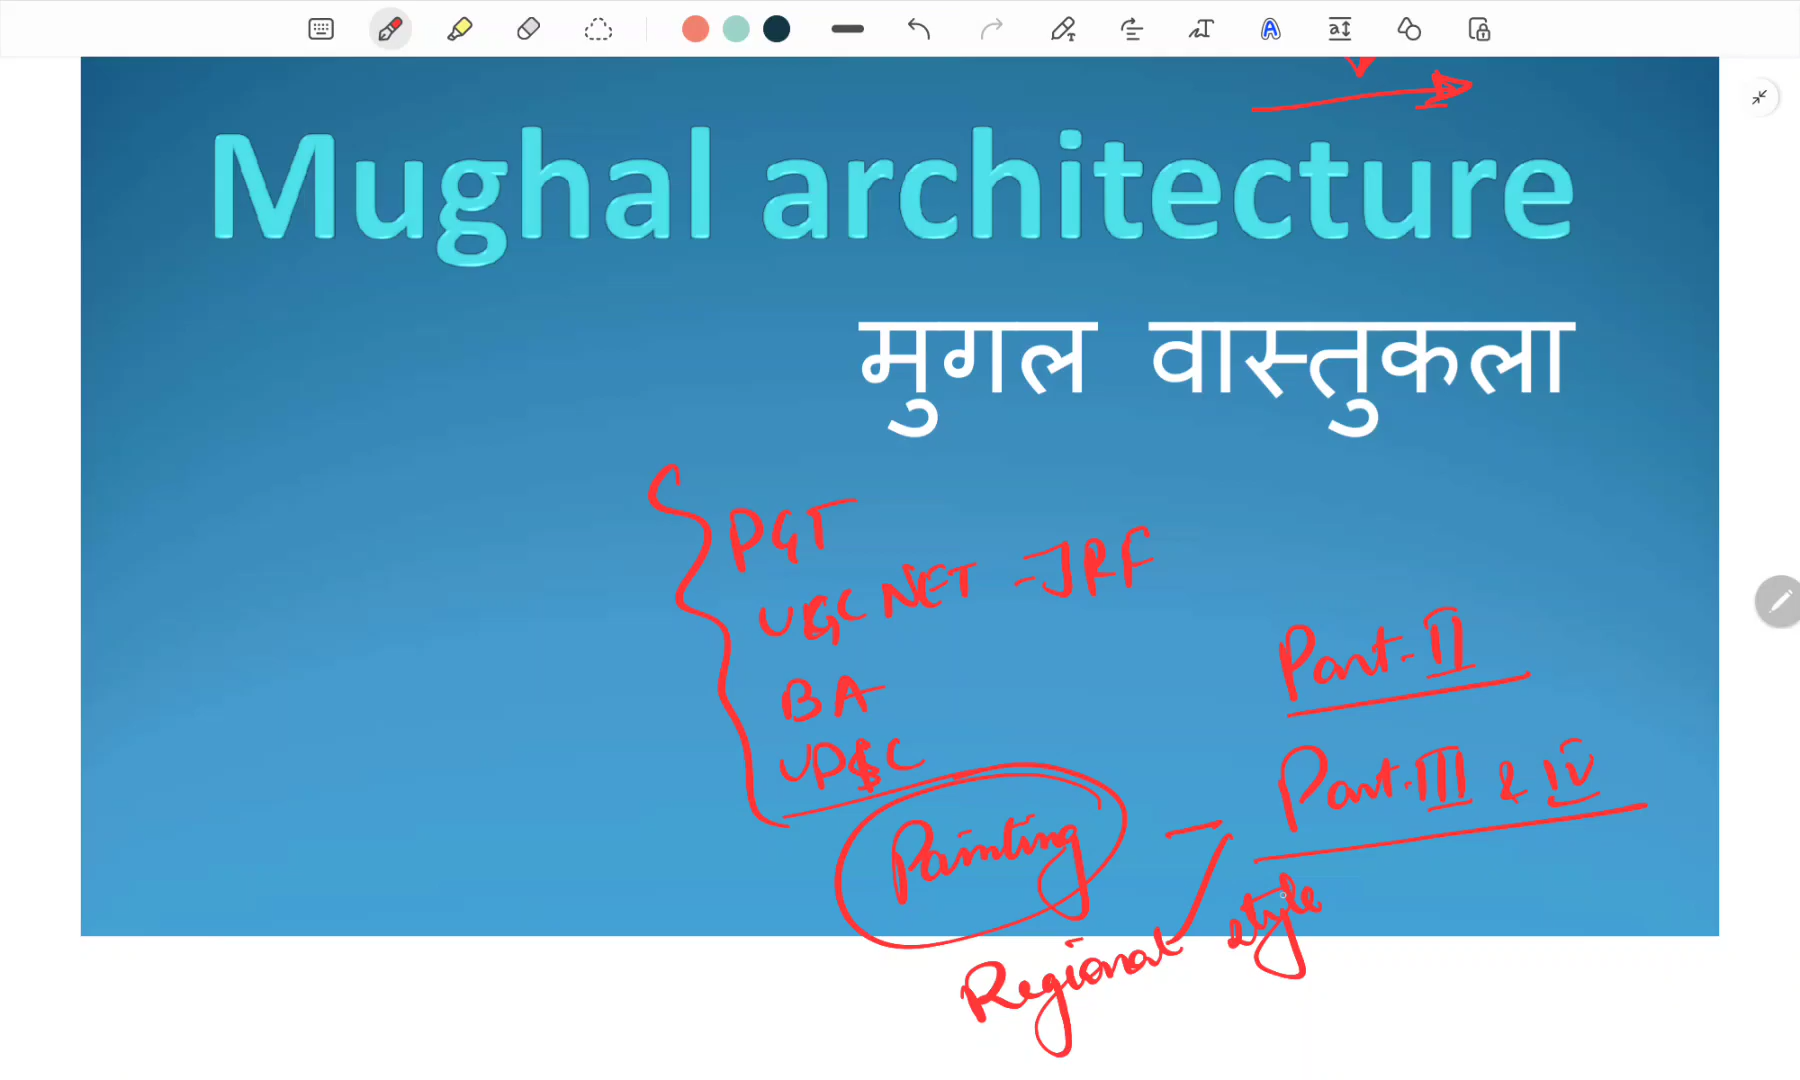 Mughal architecture
मुगल वास्तुकला
PGT
UGC NET - JRF
BA
UPSC
Part-II
Part-III & IV
Painting
Regional style